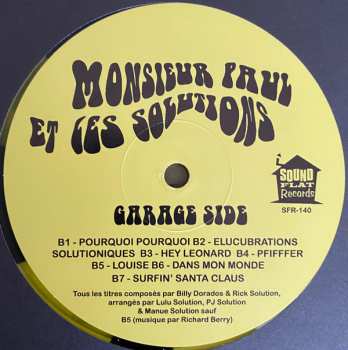 MONSIEUR PAUL
ET LES SOLUTIONS
GARAGE SIDE
SOUND
FLAT
Records
SFR-140
B1 - POURQUOI POURQUOI B2 - ELUCUBRATIONS
SOLUTIONIQUES B3 - HEY LEONARD B4 - PFIFFFER
B5 - LOUISE B6 - DANS MON MONDE
B7 - SURFIN' SANTA CLAUS
Tous les titres composés par Billy Dorados & Rick Solution,
arrangés par Lulu Solution, PJ Solution
& Manue Solution sauf
B5 (musique par Richard Berry)